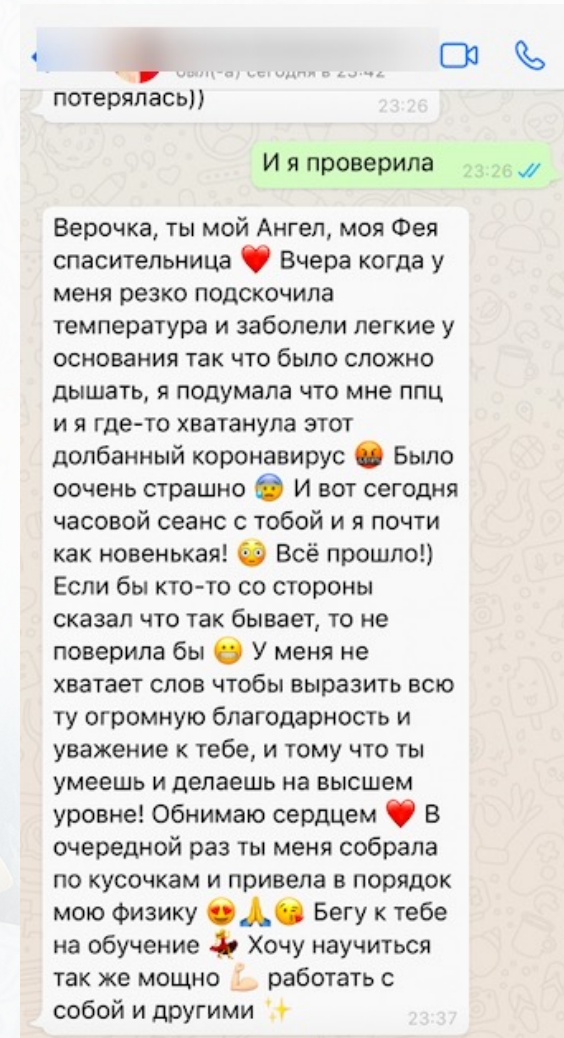 был(-а) сегодня в 23:42
потерялась))
23:26
И я проверила 23:26
Верочка, ты мой Ангел, моя Фея
спасительница ❤️ Вчера когда у
меня резко подскочила
температура и заболели легкие у
основания так что было сложно
дышать, я подумала что мне ппц
и я где-то хватанула этот
долбанный коронавирус 🤬 Было
оочень страшно 😰 И вот сегодня
часовой сеанс с тобой и я почти
как новенькая! 😳 Всё прошло!)
Если бы кто-то со стороны
сказал что так бывает, то не
поверила бы 😬 У меня не
хватает слов чтобы выразить всю
ту огромную благодарность и
уважение к тебе, и тому что ты
умеешь и делаешь на высшем
уровне! Обнимаю сердцем ❤️ В
очередной раз ты меня собрала
по кусочкам и привела в порядок
мою физику 😍🙏😘 Бегу к тебе
на обучение 💃 Хочу научиться
так же мощно 💪🏻 работать с
собой и другими ✨
23:37